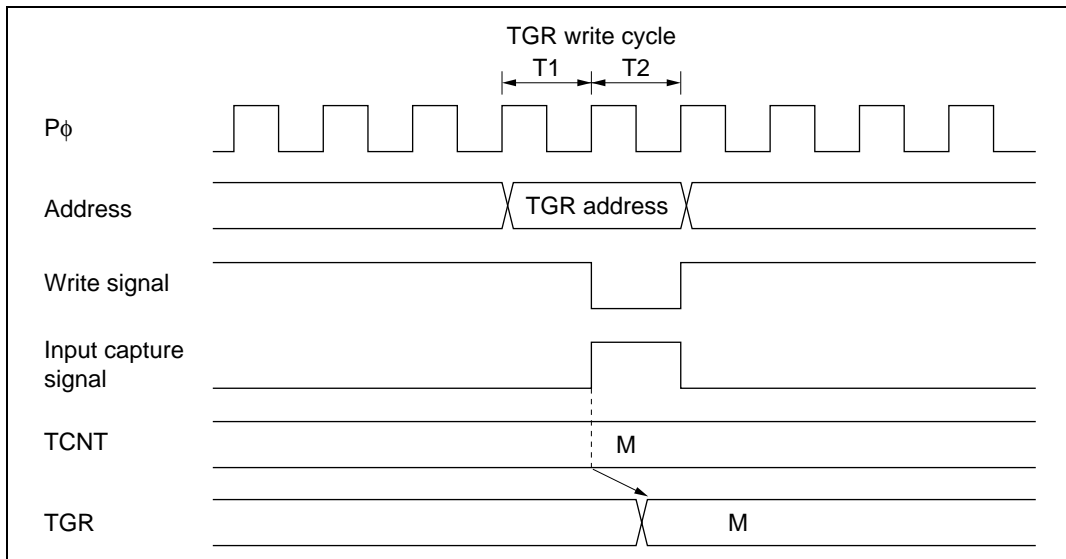 TGR write cycle
T1 T2
Pϕ
Address TGR address
Write signal
Input capture
signal
TCNT M
TGR M